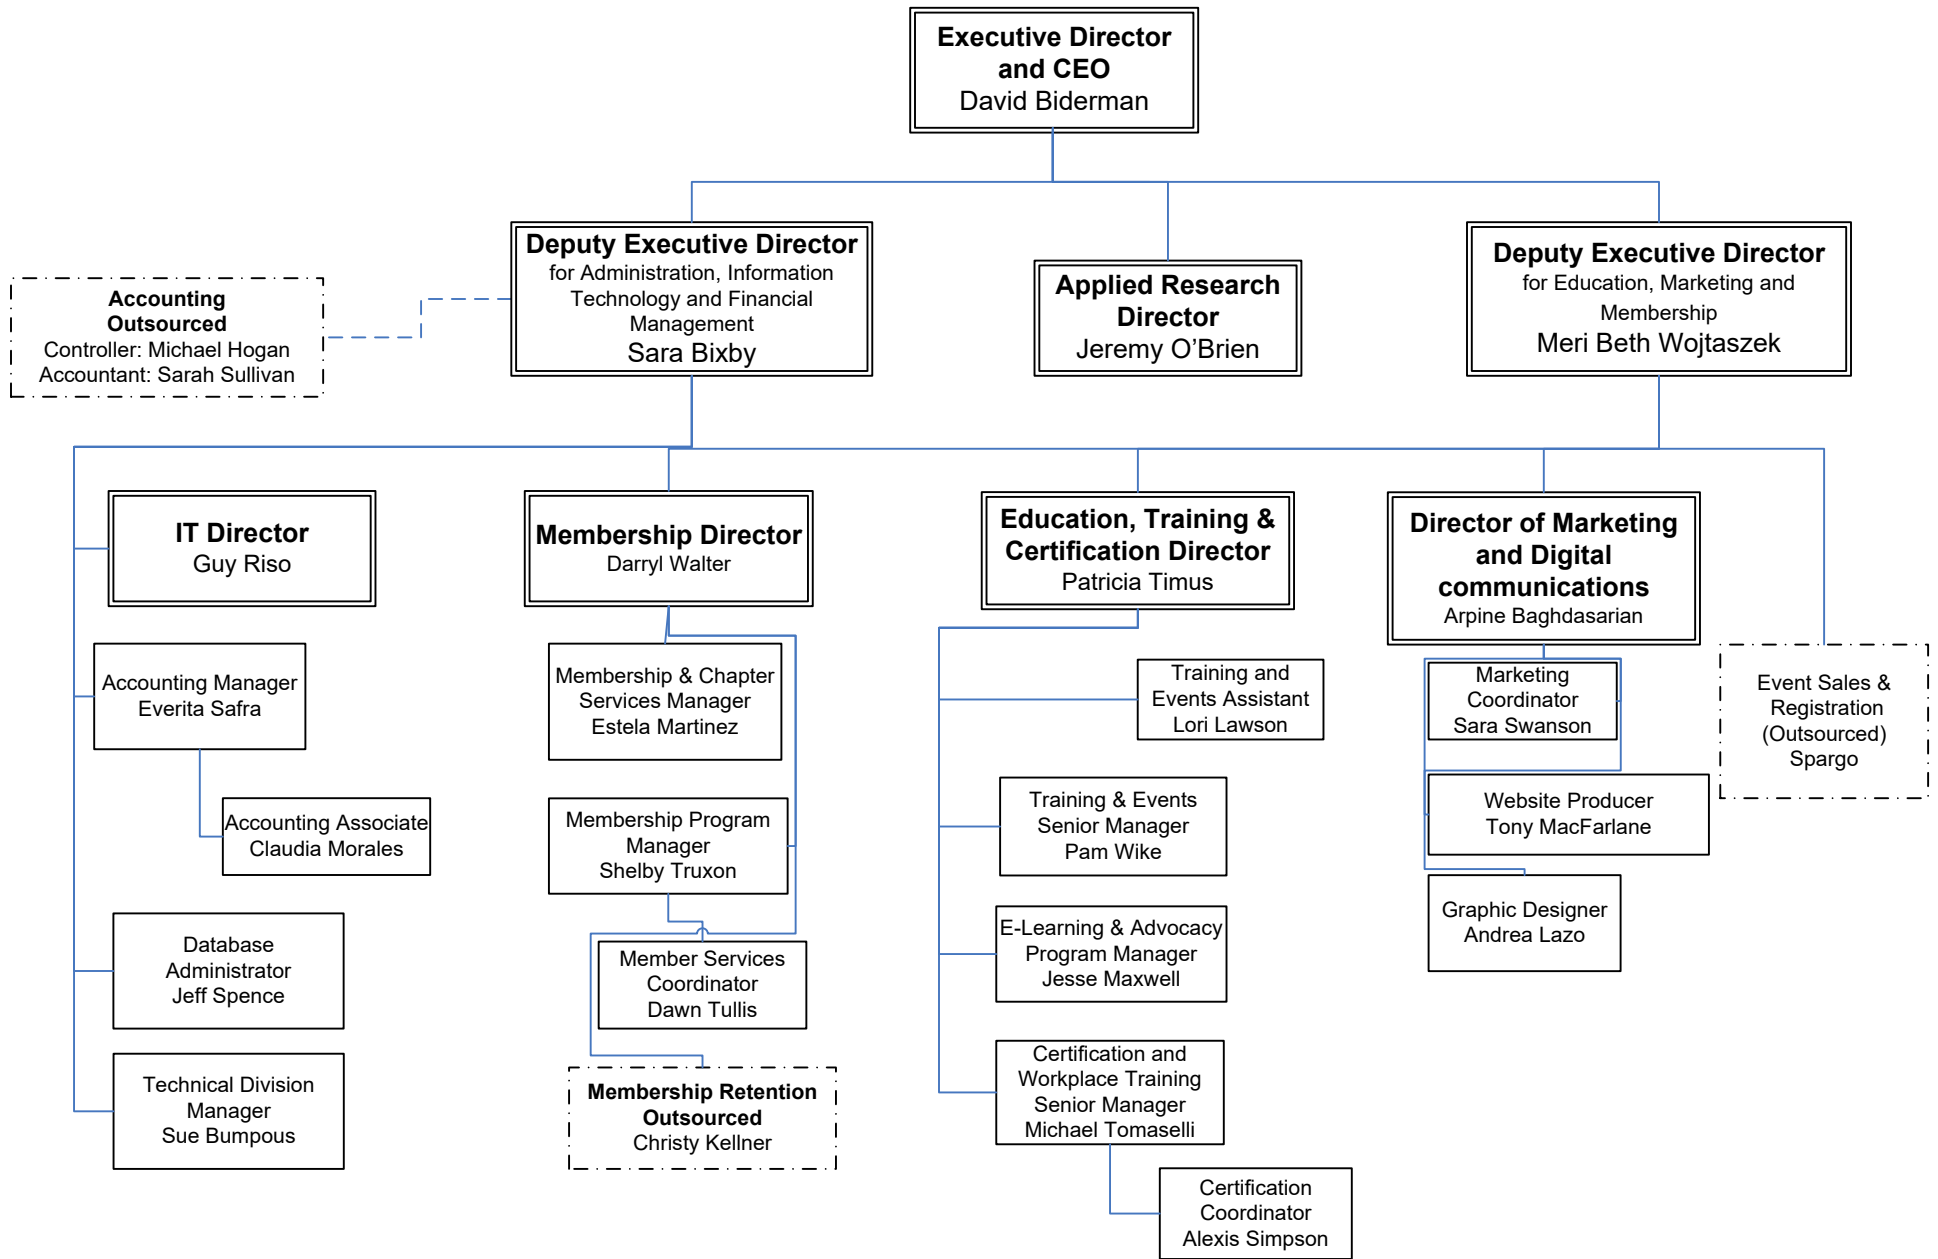 Executive Director
and CEO
David Biderman
Deputy Executive Director
for Administration, Information
Technology and Financial
Management
Sara Bixby
Applied Research
Director
Jeremy O’Brien
Deputy Executive Director
for Education, Marketing and
Membership
Meri Beth Wojtaszek
Accounting
Outsourced
Controller: Michael Hogan
Accountant: Sarah Sullivan
IT Director
Guy Riso
Membership Director
Darryl Walter
Education, Training &
Certification Director
Patricia Timus
Director of Marketing
and Digital
communications
Arpine Baghdasarian
Accounting Manager
Everita Safra
Accounting Associate
Claudia Morales
Database
Administrator
Jeff Spence
Technical Division
Manager
Sue Bumpous
Membership & Chapter
Services Manager
Estela Martinez
Membership Program
Manager
Shelby Truxon
Member Services
Coordinator
Dawn Tullis
Membership Retention
Outsourced
Christy Kellner
Training and
Events Assistant
Lori Lawson
Training & Events
Senior Manager
Pam Wike
E-Learning & Advocacy
Program Manager
Jesse Maxwell
Certification and
Workplace Training
Senior Manager
Michael Tomaselli
Certification
Coordinator
Alexis Simpson
Marketing
Coordinator
Sara Swanson
Website Producer
Tony MacFarlane
Graphic Designer
Andrea Lazo
Event Sales &
Registration
(Outsourced)
Spargo